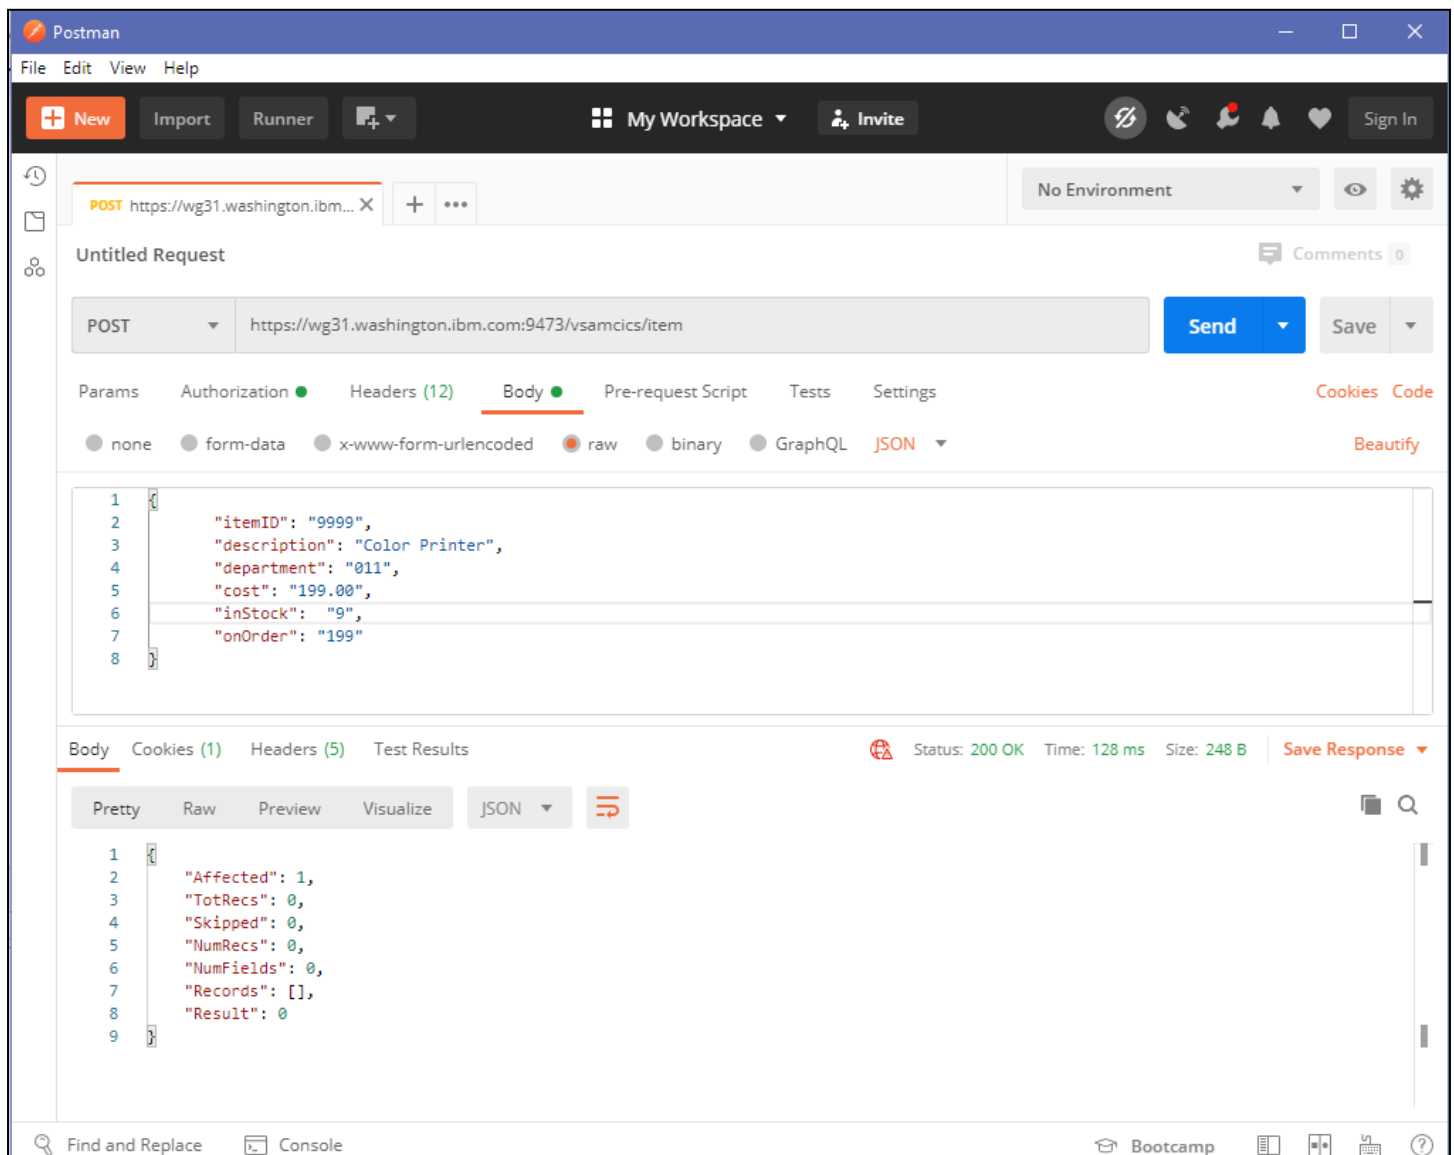 Postman
File Edit View Help
New Import Runner My Workspace Invite Sign In
POST https://wg31.washington.ibm... No Environment
Untitled Request Comments 0
POST https://wg31.washington.ibm.com:9473/vsamcics/item Send Save
Params Authorization Headers (12) Body Pre-request Script Tests Settings Cookies Code
none form-data x-www-form-urlencoded raw binary GraphQL JSON Beautify
1 {
2 "itemID": "9999",
3 "description": "Color Printer",
4 "department": "011",
5 "cost": "199.00",
6 "inStock":  "9",
7 "onOrder": "199"
8 }
Body Cookies (1) Headers (5) Test Results Status: 200 OK Time: 128 ms Size: 248 B Save Response
Pretty Raw Preview Visualize JSON
1 {
2 "Affected": 1,
3 "TotRecs": 0,
4 "Skipped": 0,
5 "NumRecs": 0,
6 "NumFields": 0,
7 "Records": [],
8 "Result": 0
9 }
Find and Replace Console Bootcamp